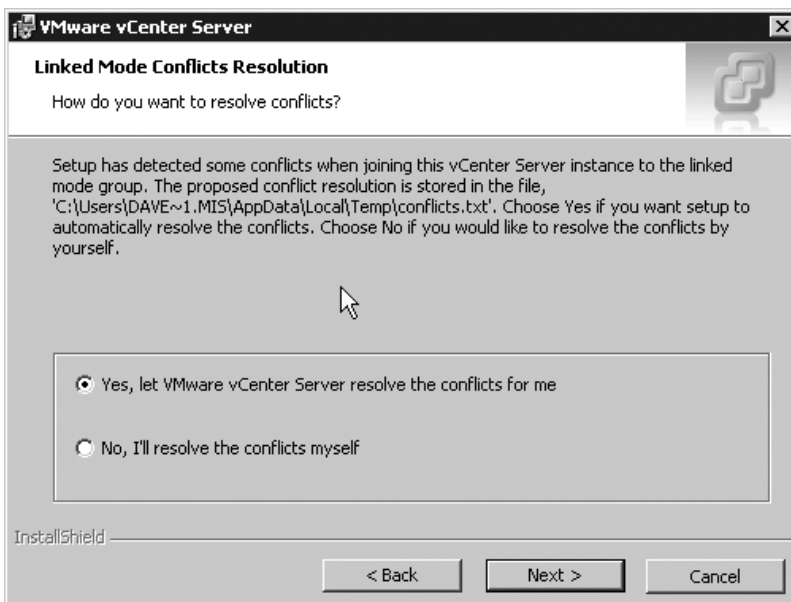 VMware vCenter Server
Linked Mode Conflicts Resolution
How do you want to resolve conflicts?
Setup has detected some conflicts when joining this vCenter Server instance to the linked
mode group. The proposed conflict resolution is stored in the file,
'C:\Users\DAVE~1.MIS\AppData\Local\Temp\conflicts.txt'. Choose Yes if you want setup to
automatically resolve the conflicts. Choose No if you would like to resolve the conflicts by
yourself.
Yes, let VMware vCenter Server resolve the conflicts for me
No, I'll resolve the conflicts myself
InstallShield
< Back Next > Cancel